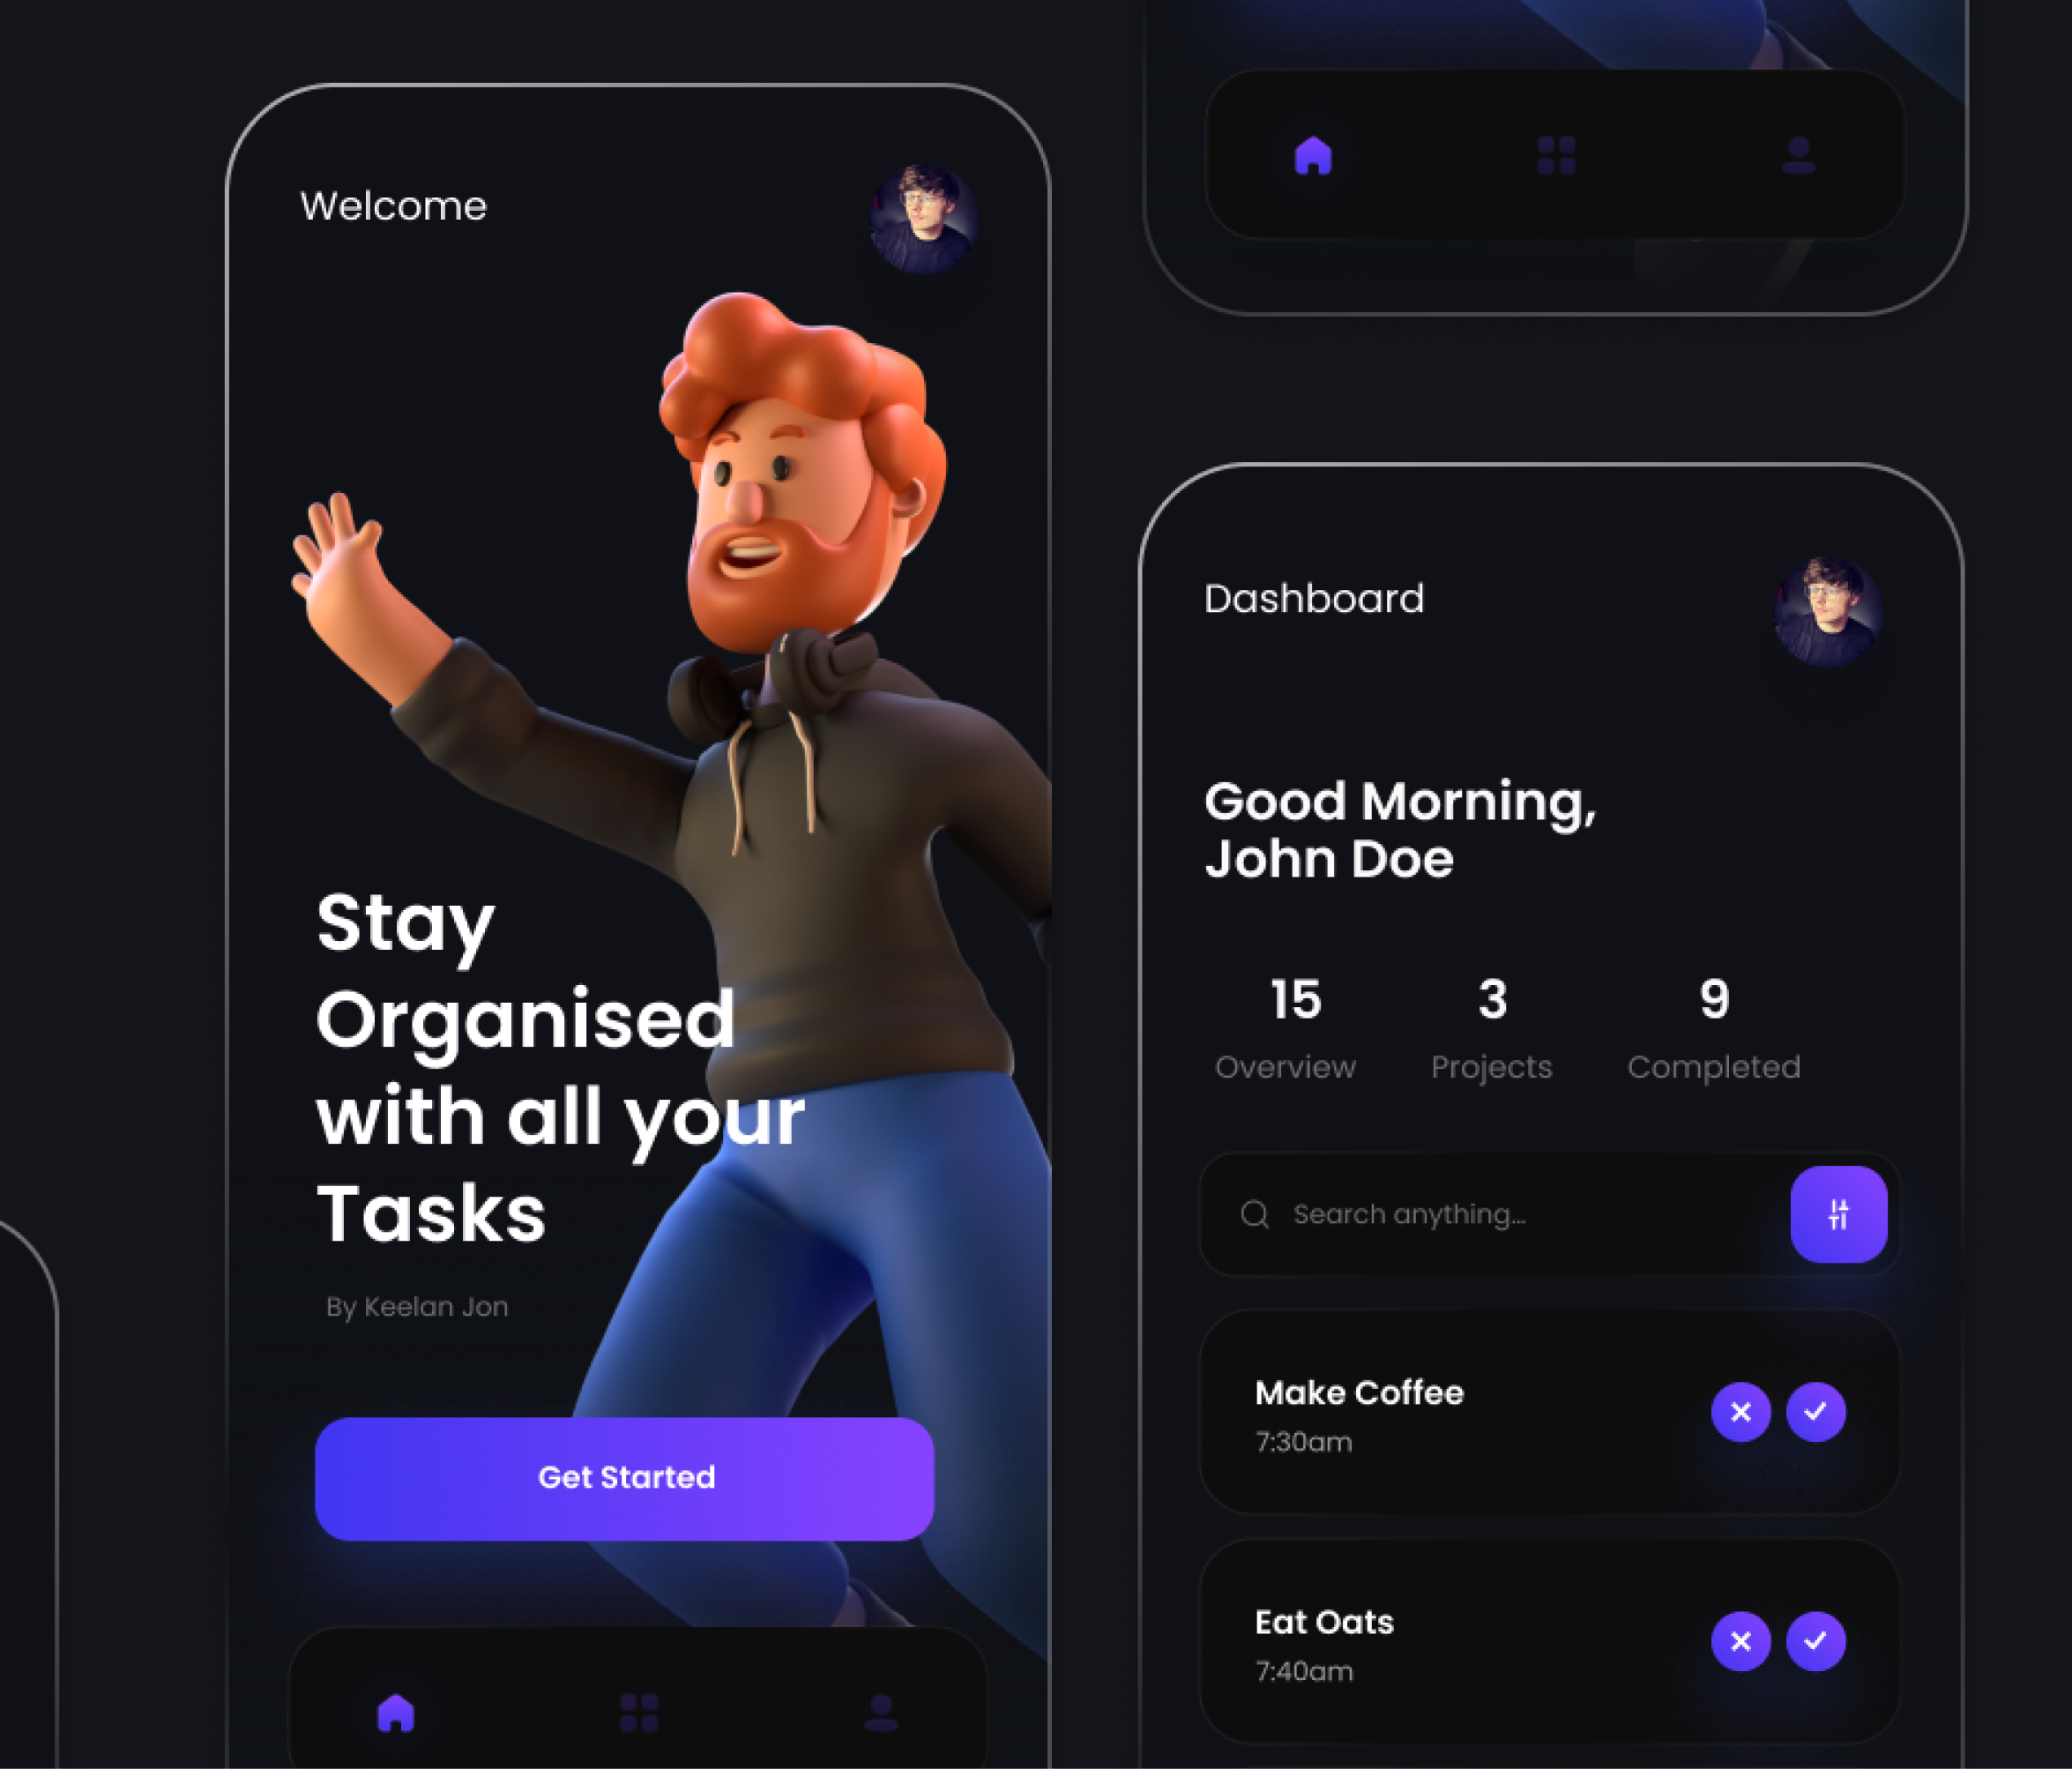 Welcome
Stay
Organised
with all your
Tasks
By Keelan Jon
Get Started
Dashboard
Good Morning,
John Doe
15 3 9
Overview Projects Completed
Search anything...
Make Coffee
7:30am
Eat Oats
7:40am